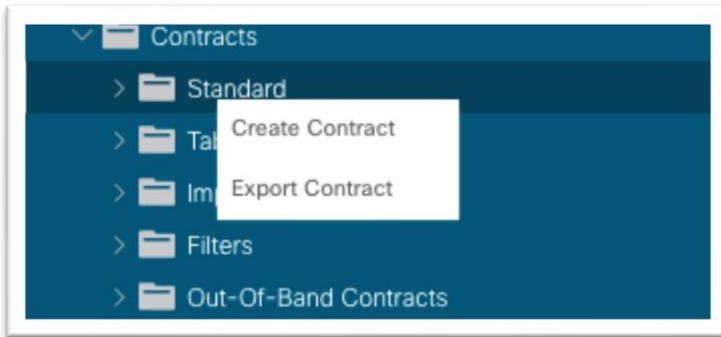 Contracts
Standard
Create Contract
Export Contract
Filters
Out-Of-Band Contracts